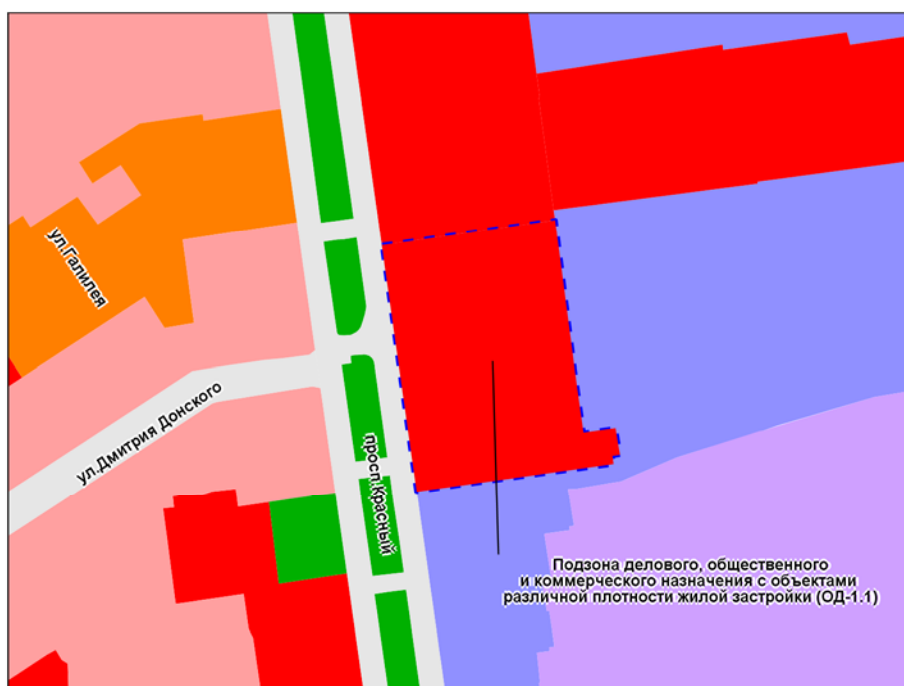 ул.Галилея
ул.Дмитрия Донского
просп.Красный
Подзона делового, общественного
и коммерческого назначения с объектами
различной плотности жилой застройки (ОД-1.1)